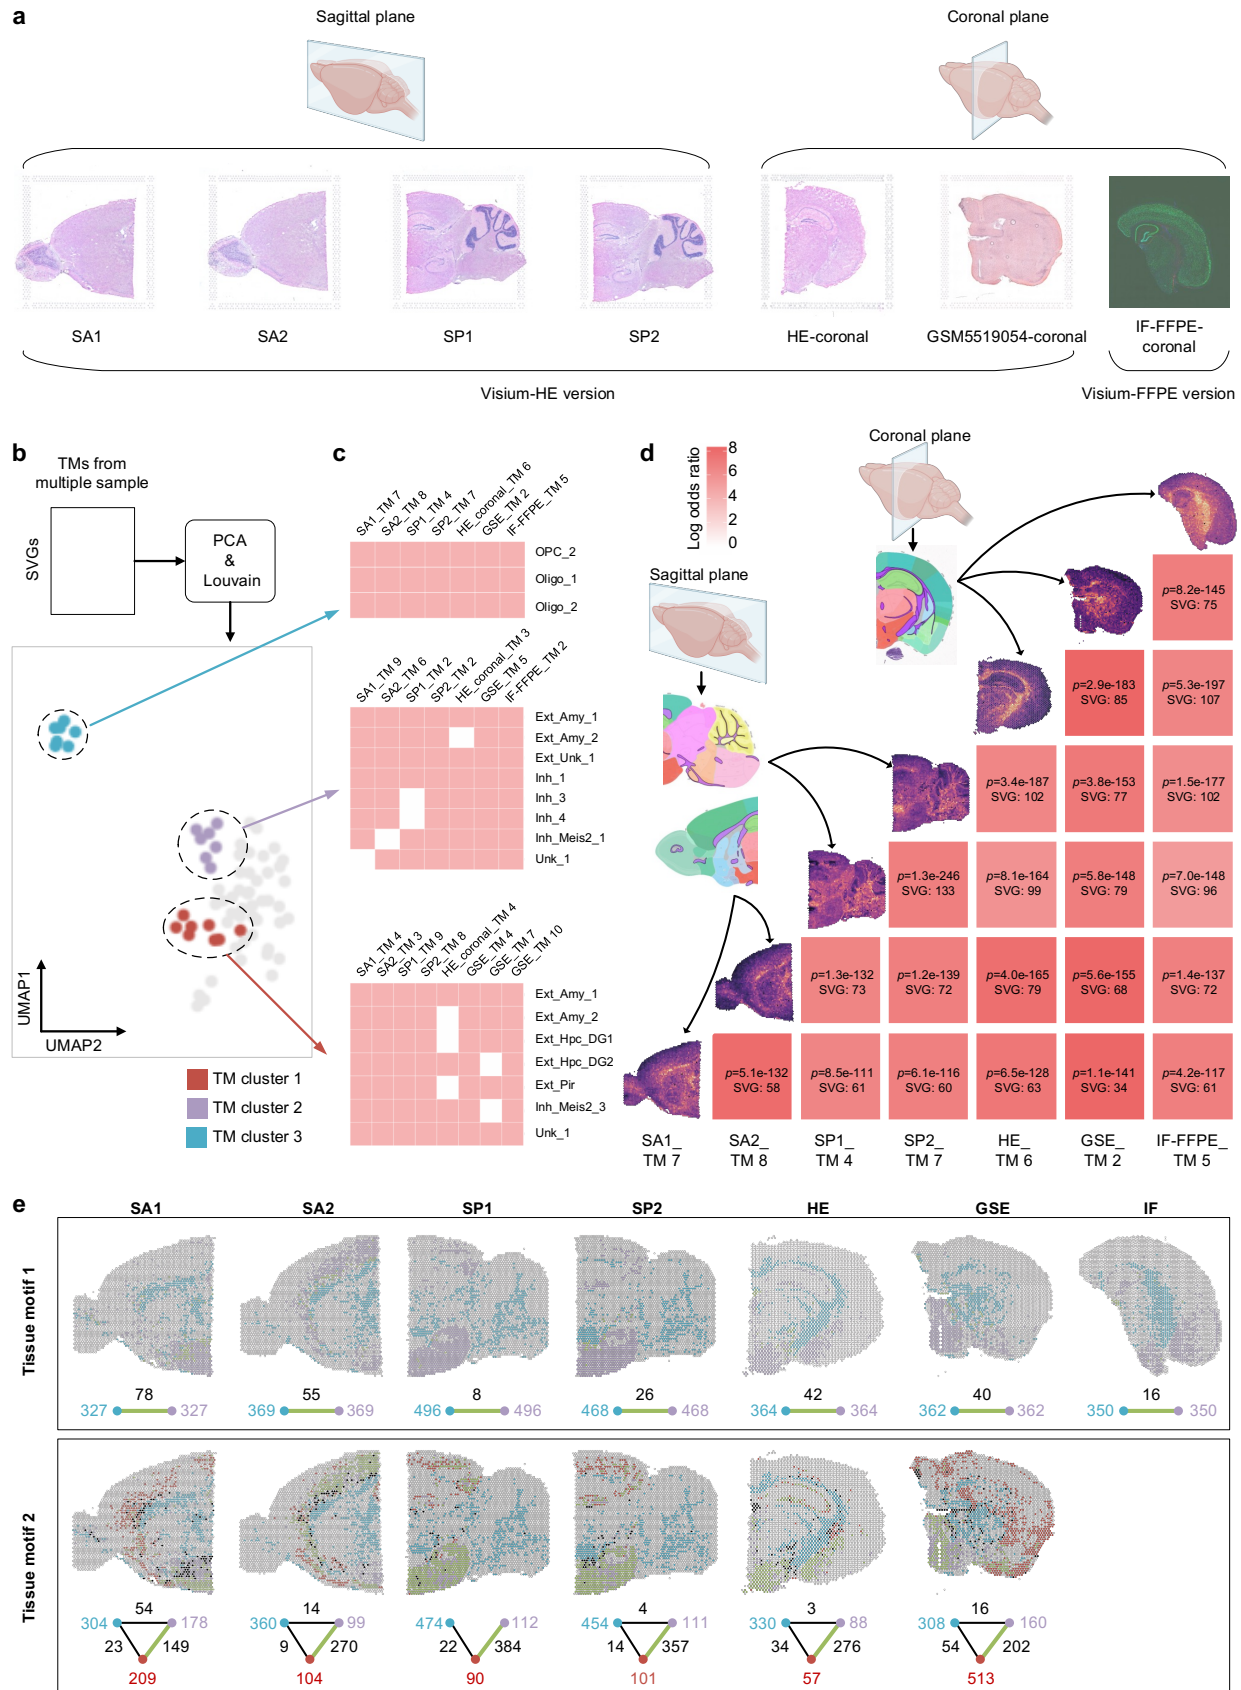 a
Sagittal plane
Coronal plane
SA1
SA2
SP1
SP2
HE-coronal
GSM5519054-coronal
IF-FFPE-
coronal
Visium-HE version
Visium-FFPE version
b
TMs from
multiple sample
SVGs
PCA
&
Louvain
UMAP1
UMAP2
TM cluster 1
TM cluster 2
TM cluster 3
c
SA1_TM 7
SA2_TM 8
SP1_TM 4
SP2_TM 7
HE_coronal_TM 6
GSE_TM 2
IF-FFPE_TM 5
OPC_2
Oligo_1
Oligo_2
SA1_TM 9
SA2_TM 6
SP1_TM 2
SP2_TM 2
HE_coronal_TM 3
GSE_TM 5
IF-FFPE_TM 2
Ext_Amy_1
Ext_Amy_2
Ext_Unk_1
Inh_1
Inh_3
Inh_4
Inh_Meis2_1
Unk_1
SA1_TM 4
SA2_TM 3
SP1_TM 9
SP2_TM 8
HE_coronal_TM 4
GSE_TM 4
GSE_TM 7
GSE_TM 10
Ext_Amy_1
Ext_Amy_2
Ext_Hpc_DG1
Ext_Hpc_DG2
Ext_Pir
Inh_Meis2_3
Unk_1
d
Log odds ratio
8
6
4
2
0
Coronal plane
Sagittal plane
p=8.2e-145
SVG: 75
p=2.9e-183
SVG: 85
p=5.3e-197
SVG: 107
p=3.4e-187
SVG: 102
p=3.8e-153
SVG: 77
p=1.5e-177
SVG: 102
p=1.3e-246
SVG: 133
p=8.1e-164
SVG: 99
p=5.8e-148
SVG: 79
p=7.0e-148
SVG: 96
p=1.3e-132
SVG: 73
p=1.2e-139
SVG: 72
p=4.0e-165
SVG: 79
p=5.6e-155
SVG: 68
p=1.4e-137
SVG: 72
p=5.1e-132
SVG: 58
p=8.5e-111
SVG: 61
p=6.1e-116
SVG: 60
p=6.5e-128
SVG: 63
p=1.1e-141
SVG: 34
p=4.2e-117
SVG: 61
SA1_
TM 7
SA2_
TM 8
SP1_
TM 4
SP2_
TM 7
HE_
TM 6
GSE_
TM 2
IF-FFPE_
TM 5
e
SA1
SA2
SP1
SP2
HE
GSE
IF
Tissue motif 1
78
327 327
55
369 369
8
496 496
26
468 468
42
364 364
40
362 362
16
350 350
Tissue motif 2
54
304 178
23 149
209
14
360 99
9 270
104
474 112
22 384
90
4
454 111
14 357
101
3
330 88
34 276
57
16
308 160
54 202
513